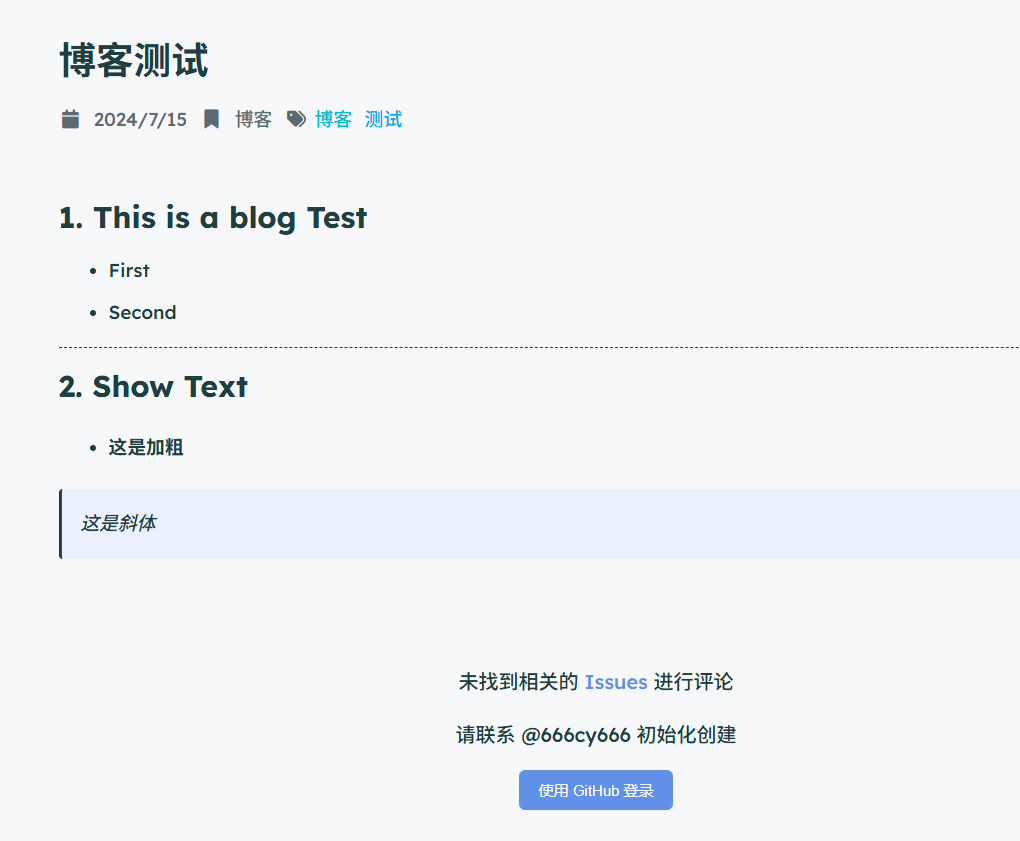 博客测试
2024/7/15 博客 博客 测试
1. This is a blog Test
• First
• Second
2. Show Text
• 这是加粗
这是斜体
未找到相关的 Issues 进行评论
请联系 @666cy666 初始化创建
使用 GitHub 登录